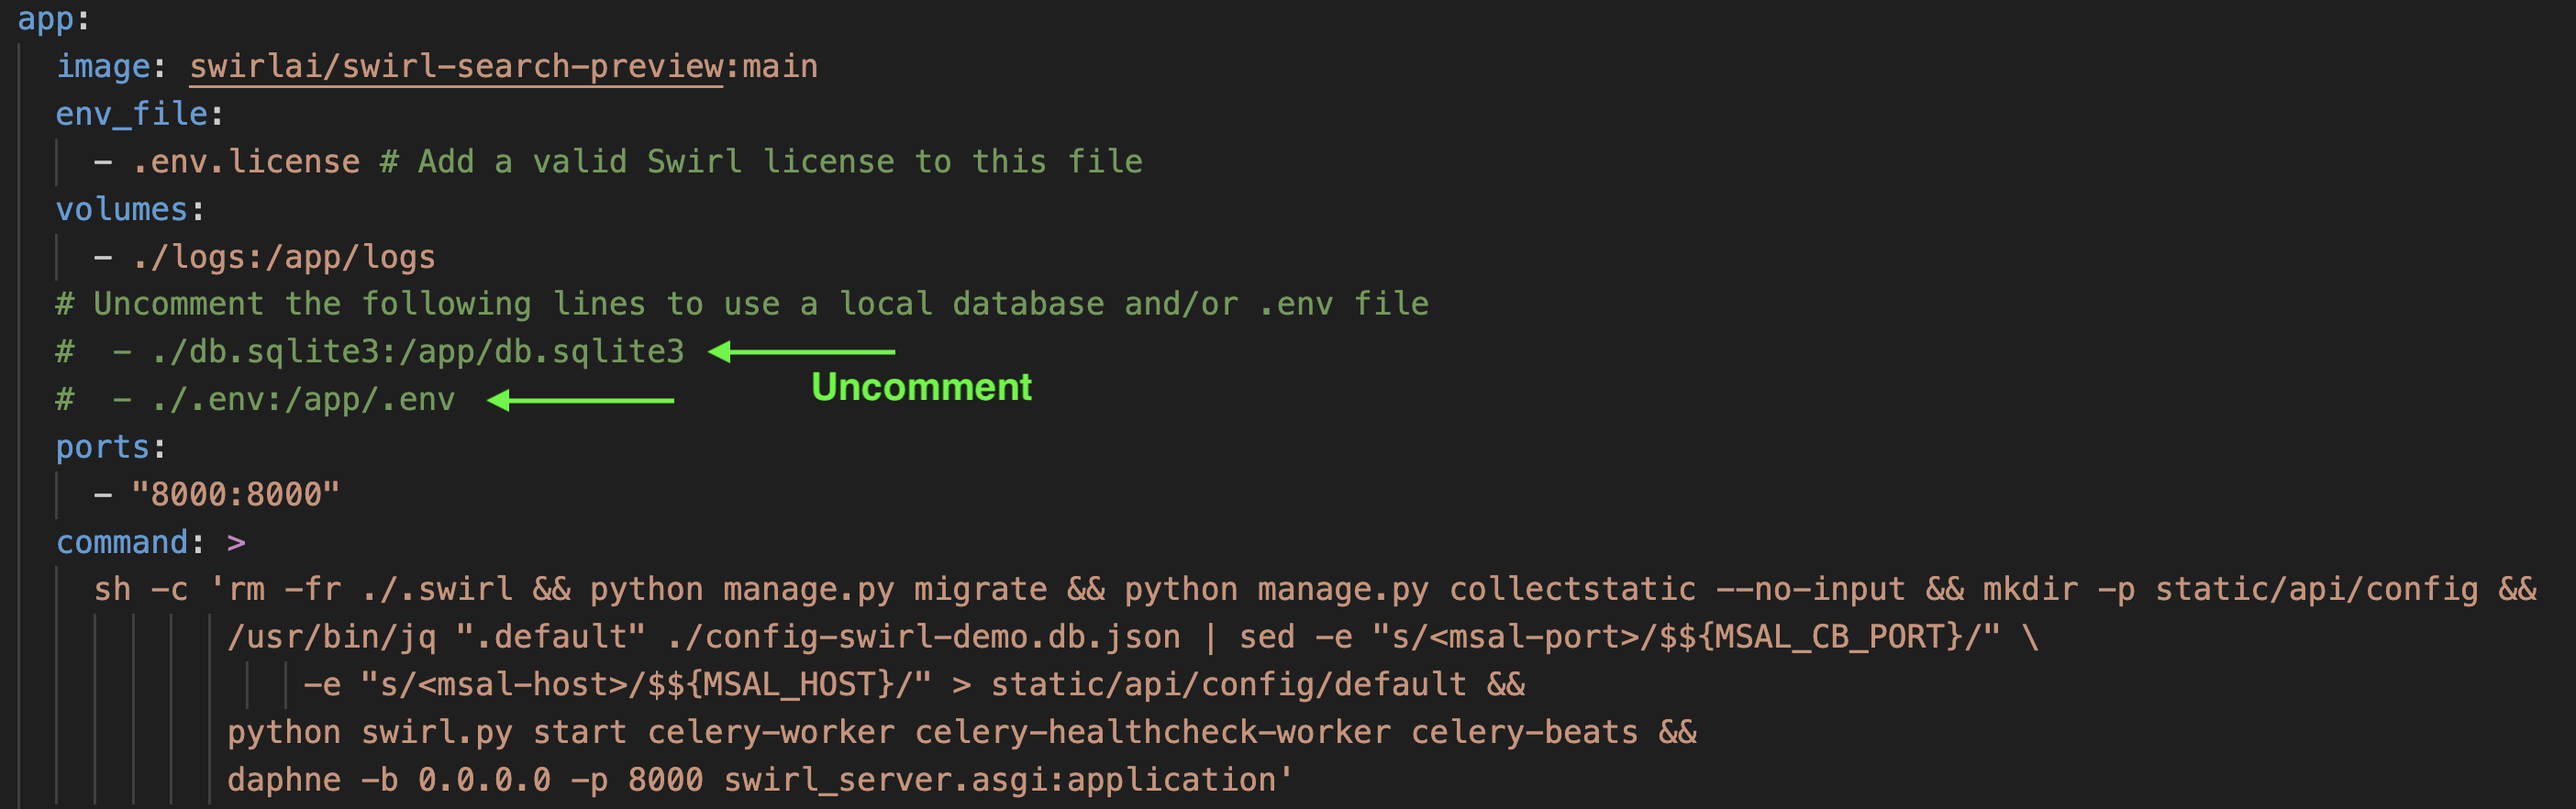 app:
  image: swirlai/swirl-search-preview:main
  env_file:
    - .env.license # Add a valid Swirl license to this file
  volumes:
    - ./logs:/app/logs
  # Uncomment the following lines to use a local database and/or .env file
  #  - ./db.sqlite3:/app/db.sqlite3
Uncomment
  #  - ./.env:/app/.env
  ports:
    - "8000:8000"
  command: >
    sh -c 'rm -fr ./.swirl && python manage.py migrate && python manage.py collectstatic --no-input && mkdir -p static/api/config &&
           /usr/bin/jq ".default" ./config-swirl-demo.db.json | sed -e "s/<msal-port>/$${MSAL_CB_PORT}/" \
               -e "s/<msal-host>/$${MSAL_HOST}/" > static/api/config/default &&
           python swirl.py start celery-worker celery-healthcheck-worker celery-beats &&
           daphne -b 0.0.0.0 -p 8000 swirl_server.asgi:application'